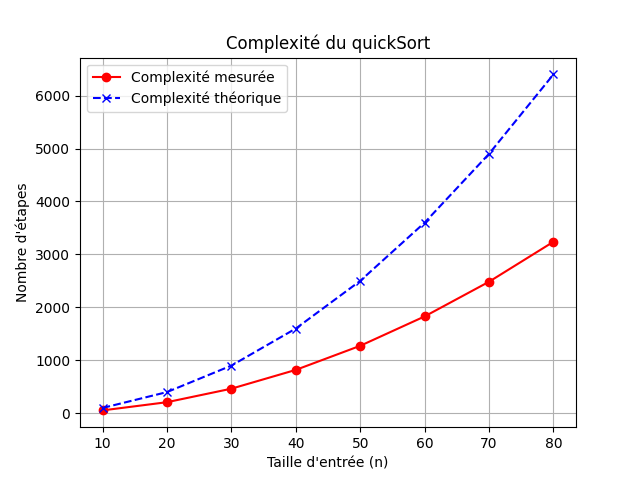 Complexité du quickSort
Complexité mesurée
Complexité théorique
Nombre d'étapes
6000
5000
4000
3000
2000
1000
0
10 20 30 40 50 60 70 80
Taille d'entrée (n)